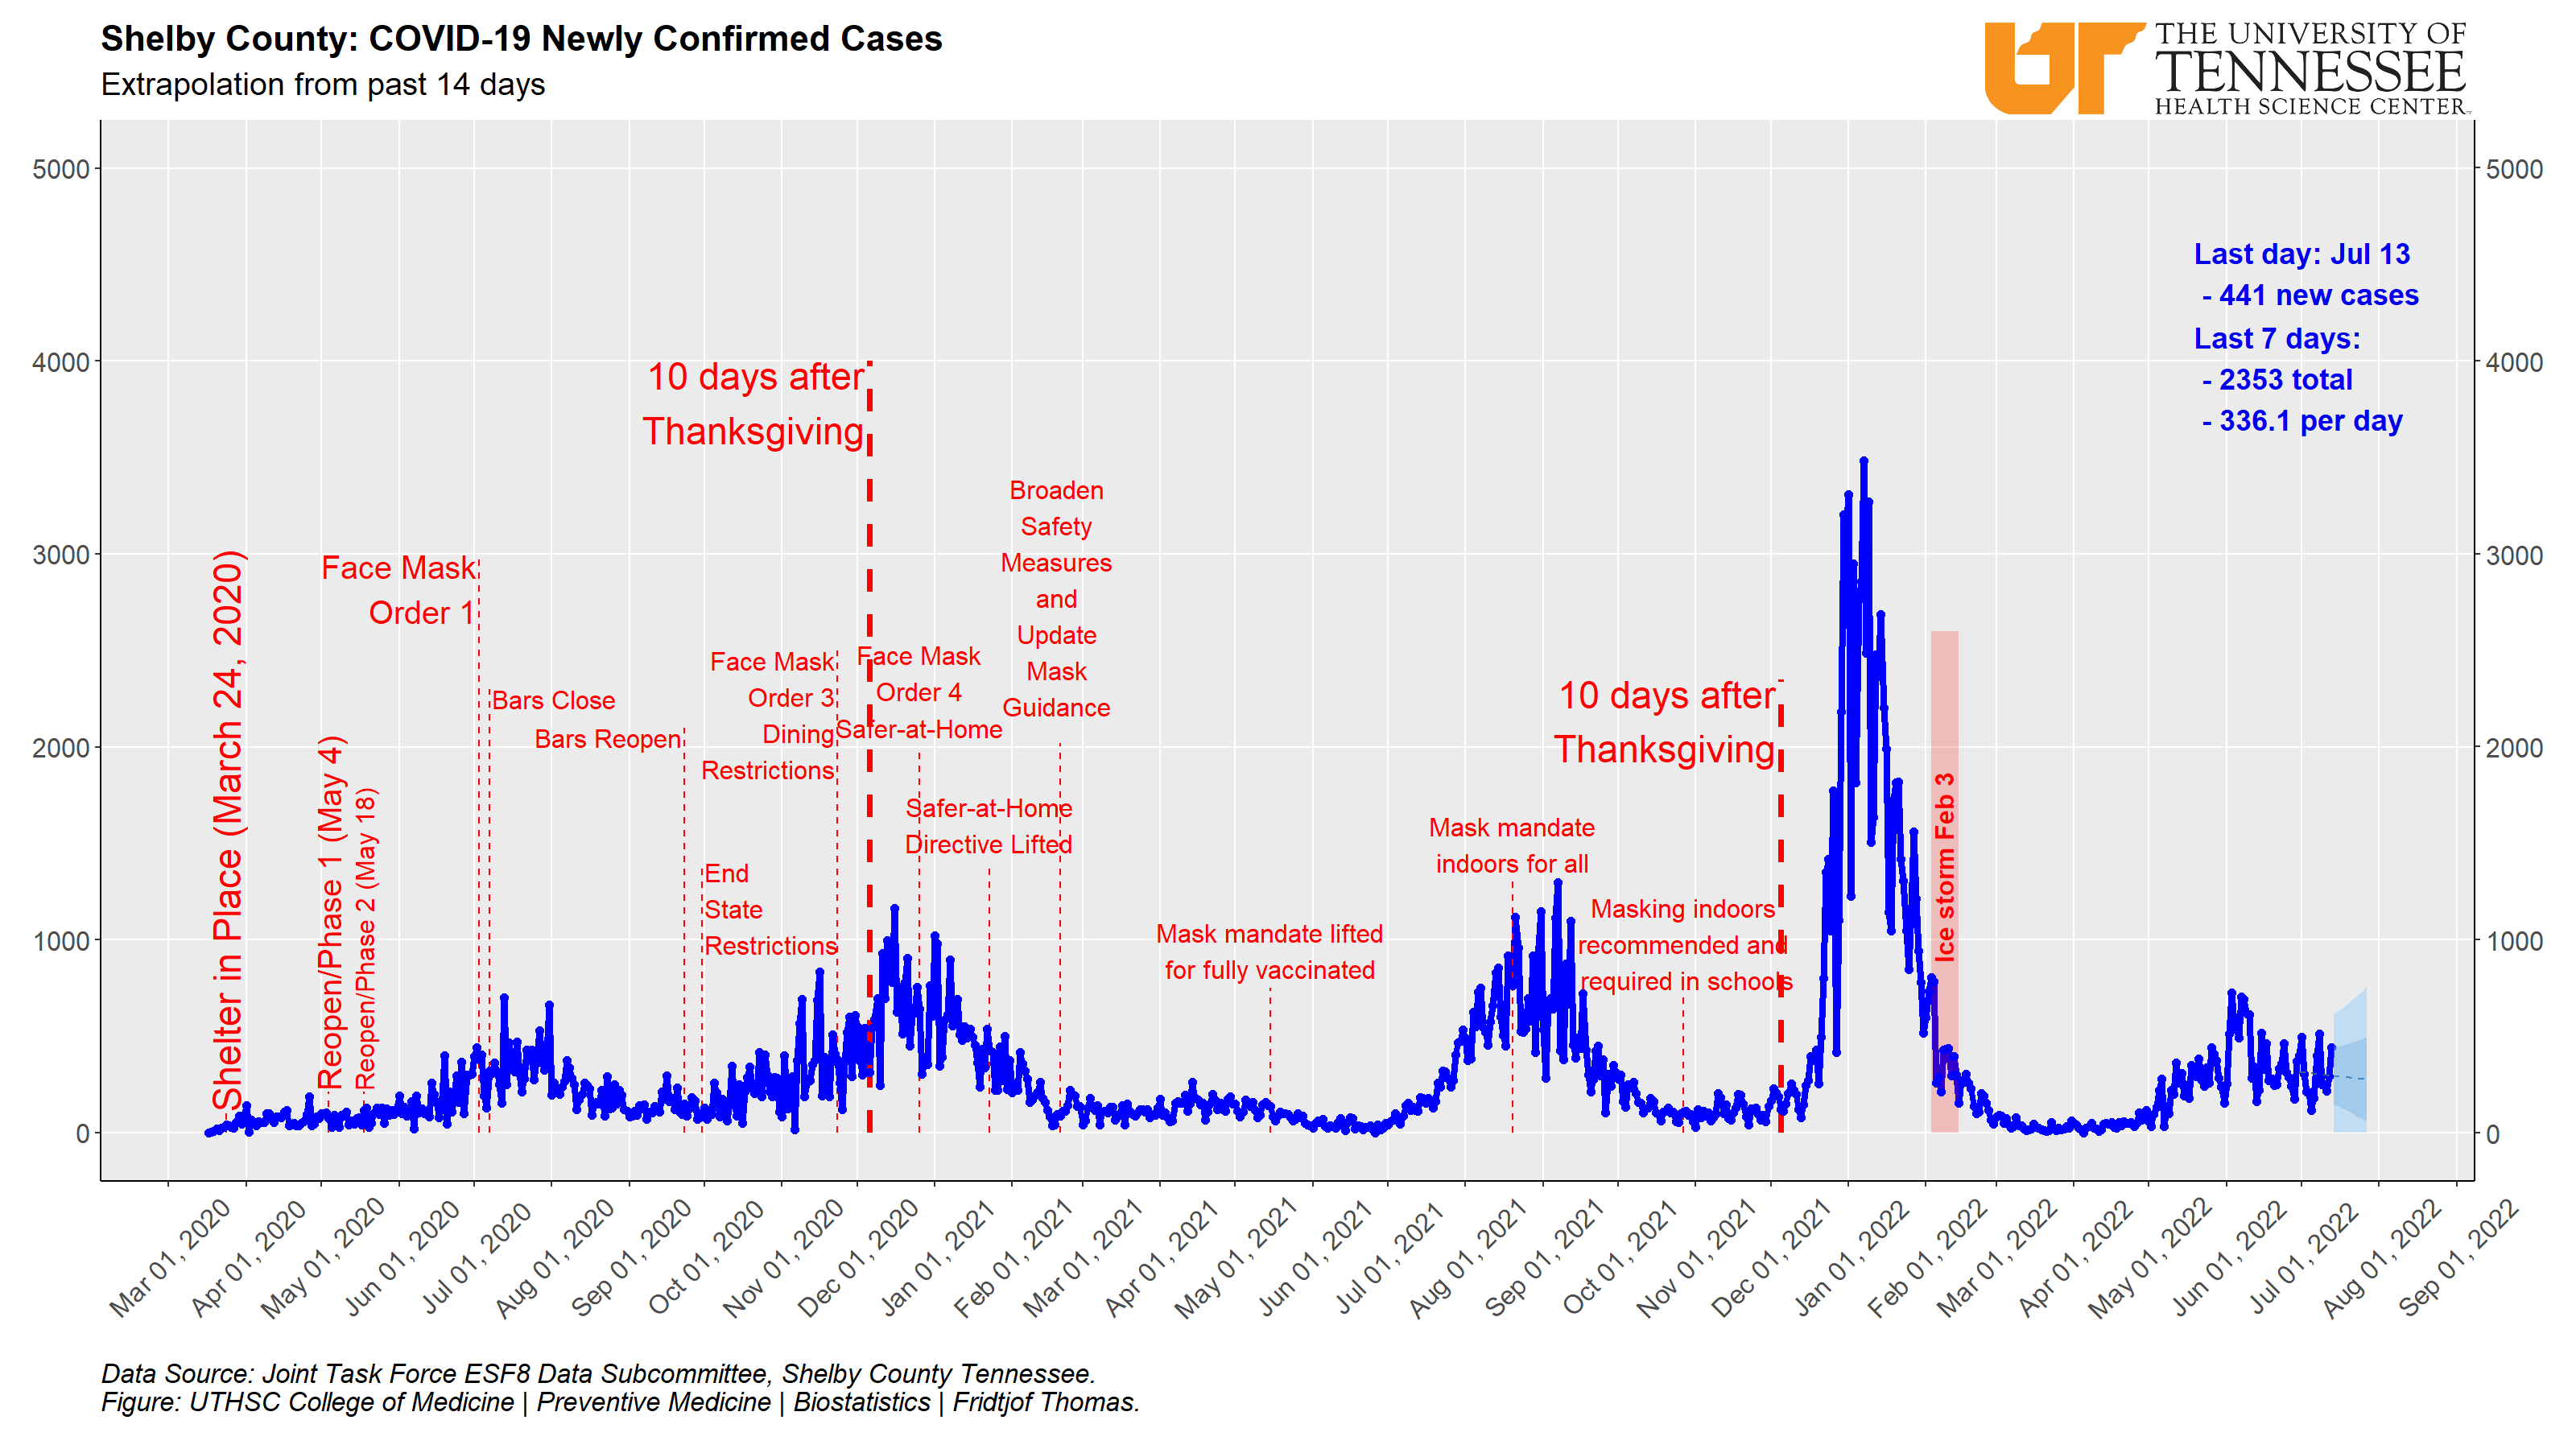 Shelby County: COVID-19 Newly Confirmed Cases
Extrapolation from past 14 days
UT
THE UNIVERSITY OF
TENNESSEE
HEALTH SCIENCE CENTER™
5000
4000
3000
2000
1000
0
5000
4000
3000
2000
1000
0
Last day: Jul 13
- 441 new cases
Last 7 days:
- 2353 total
- 336.1 per day
Shelter in Place (March 24, 2020)
Reopen/Phase 1 (May 4)
Reopen/Phase 2 (May 18)
Face Mask
Order 1
Bars Close
Bars Reopen
End
State
Restrictions
Face Mask
Order 3
Dining
Restrictions
10 days after
Thanksgiving
Face Mask
Order 4
Safer-at-Home
Safer-at-Home
Directive Lifted
Broaden
Safety
Measures
and
Update
Mask
Guidance
Mask mandate lifted
for fully vaccinated
Mask mandate
indoors for all
Masking indoors
recommended and
required in schools
10 days after
Thanksgiving
Ice storm Feb 3
Mar 01, 2020
Apr 01, 2020
May 01, 2020
Jun 01, 2020
Jul 01, 2020
Aug 01, 2020
Sep 01, 2020
Oct 01, 2020
Nov 01, 2020
Dec 01, 2020
Jan 01, 2021
Feb 01, 2021
Mar 01, 2021
Apr 01, 2021
May 01, 2021
Jun 01, 2021
Jul 01, 2021
Aug 01, 2021
Sep 01, 2021
Oct 01, 2021
Nov 01, 2021
Dec 01, 2021
Jan 01, 2022
Feb 01, 2022
Mar 01, 2022
Apr 01, 2022
May 01, 2022
Jun 01, 2022
Jul 01, 2022
Aug 01, 2022
Sep 01, 2022
Data Source: Joint Task Force ESF8 Data Subcommittee, Shelby County Tennessee.
Figure: UTHSC College of Medicine | Preventive Medicine | Biostatistics | Fridtjof Thomas.